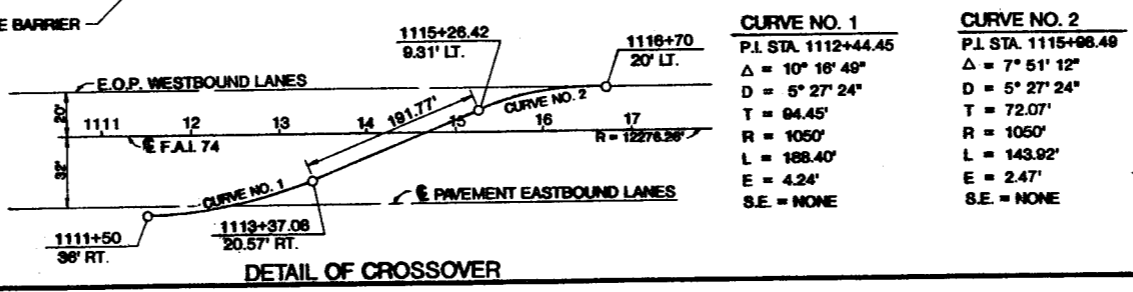 E BARRIER
1115+26.42
9.31' LT.
1116+70
20' LT.
E.O.P. WESTBOUND LANES
191.77'
CURVE NO. 2
20'
1111 12 13 14 15 16 17
℄ F.A.I. 74
R = 12276.26'
32'
CURVE NO. 1
℄ PAVEMENT EASTBOUND LANES
1111+50
36' RT.
1113+37.08
20.57' RT.
DETAIL OF CROSSOVER
CURVE NO. 1
P.I. STA. 1112+44.45
Δ = 10° 16' 49"
D = 5° 27' 24"
T = 94.45'
R = 1050'
L = 188.40'
E = 4.24'
S.E. = NONE
CURVE NO. 2
P.I. STA. 1115+98.49
Δ = 7° 51' 12"
D = 5° 27' 24"
T = 72.07'
R = 1050'
L = 143.92'
E = 2.47'
S.E. = NONE